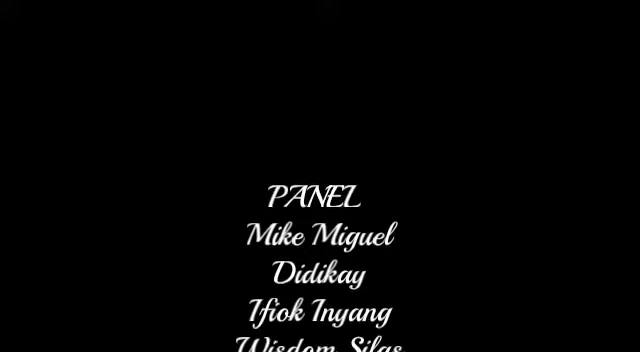 PANEL
Mike Miguel
Didikay
Ifiok Inyang
Wisdom Silas